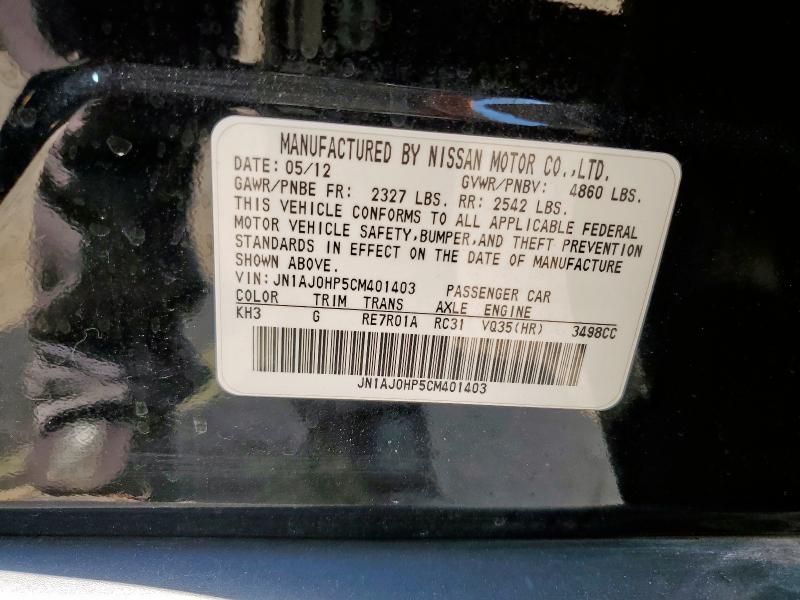 MANUFACTURED BY NISSAN MOTOR CO.,LTD.
DATE: 05/12 GVWR/PNBV: 4860 LBS.
GAWR/PNBE FR: 2327 LBS. RR: 2542 LBS.
THIS VEHICLE CONFORMS TO ALL APPLICABLE FEDERAL
MOTOR VEHICLE SAFETY,BUMPER,AND THEFT PREVENTION
STANDARDS IN EFFECT ON THE DATE OF MANUFACTURE
SHOWN ABOVE.
VIN: JN1AJ0HP5CM401403 PASSENGER CAR
COLOR TRIM TRANS AXLE ENGINE
KH3 G RE7R01A RC31 VQ35(HR) 3498CC
JN1AJ0HP5CM401403